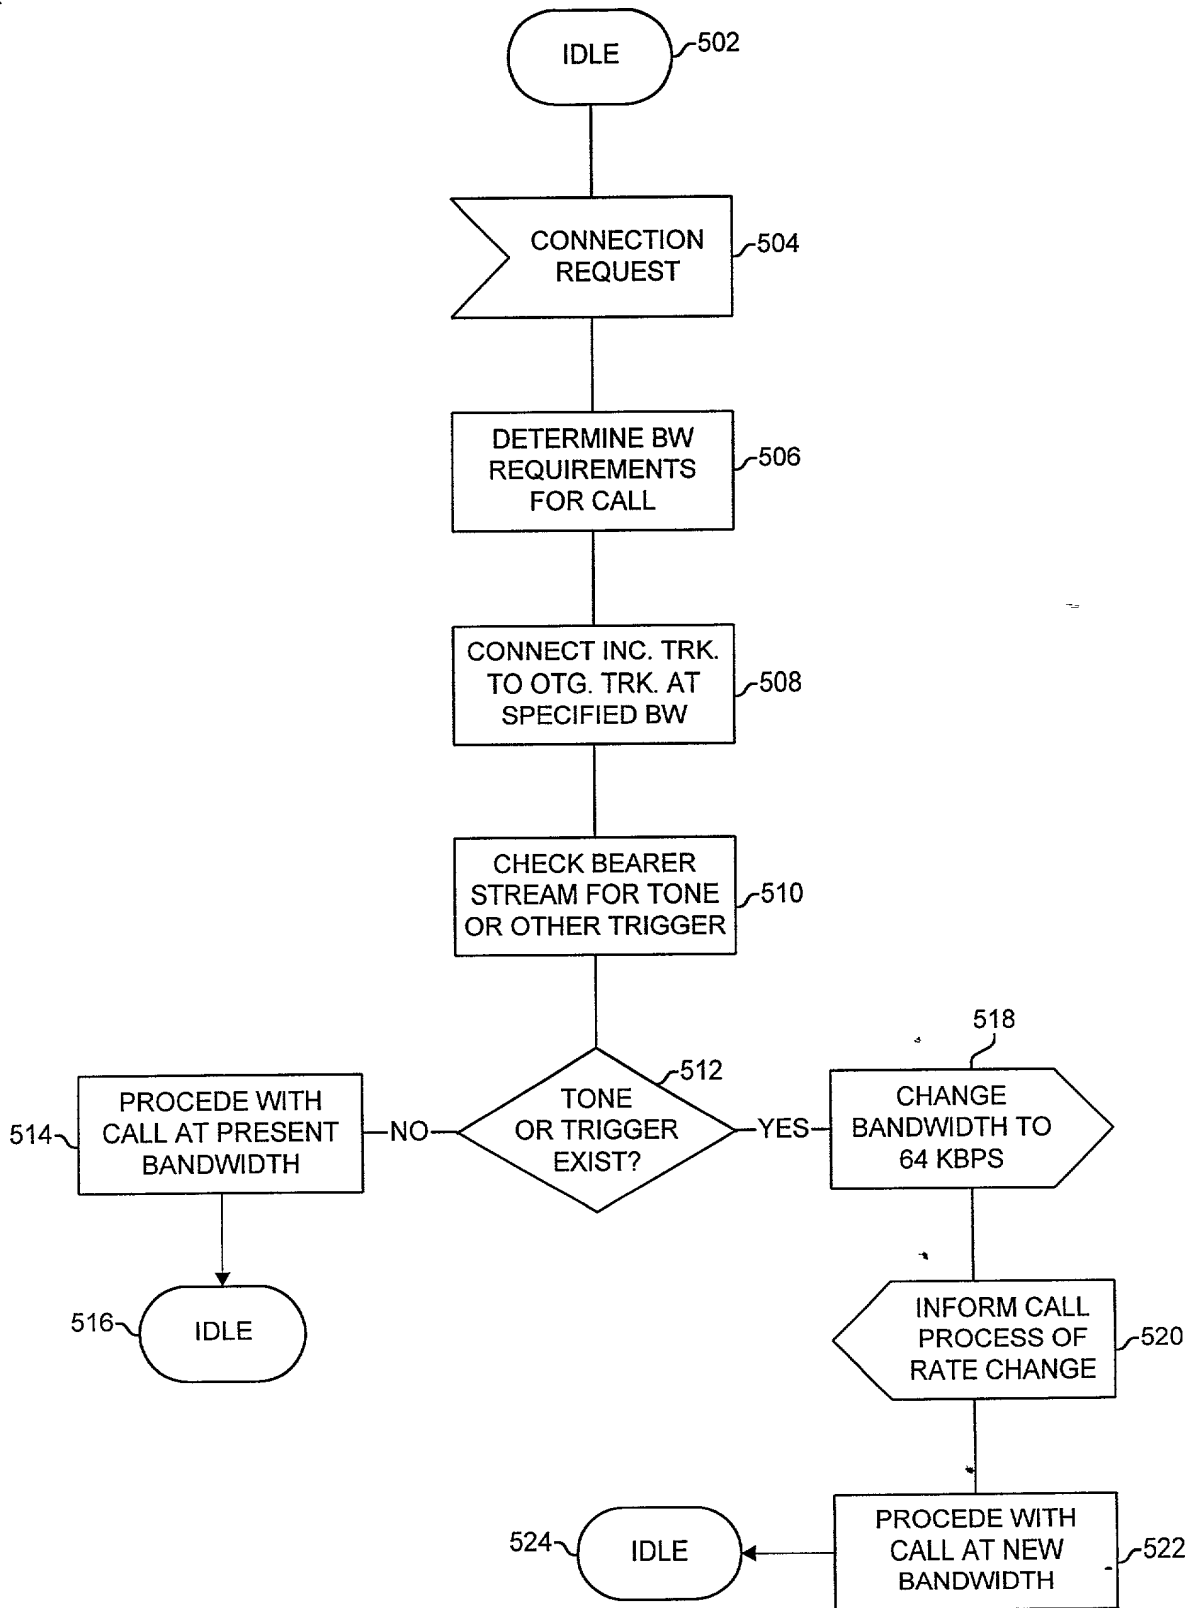 IDLE
502
CONNECTION
REQUEST
504
DETERMINE BW
REQUIREMENTS
FOR CALL
506
CONNECT INC. TRK.
TO OTG. TRK. AT
SPECIFIED BW
508
CHECK BEARER
STREAM FOR TONE
OR OTHER TRIGGER
510
TONE
OR TRIGGER
EXIST?
512
NO
YES
514
PROCEDE WITH
CALL AT PRESENT
BANDWIDTH
516
IDLE
518
CHANGE
BANDWIDTH TO
64 KBPS
INFORM CALL
PROCESS OF
RATE CHANGE
520
PROCEDE WITH
CALL AT NEW
BANDWIDTH
522
524
IDLE